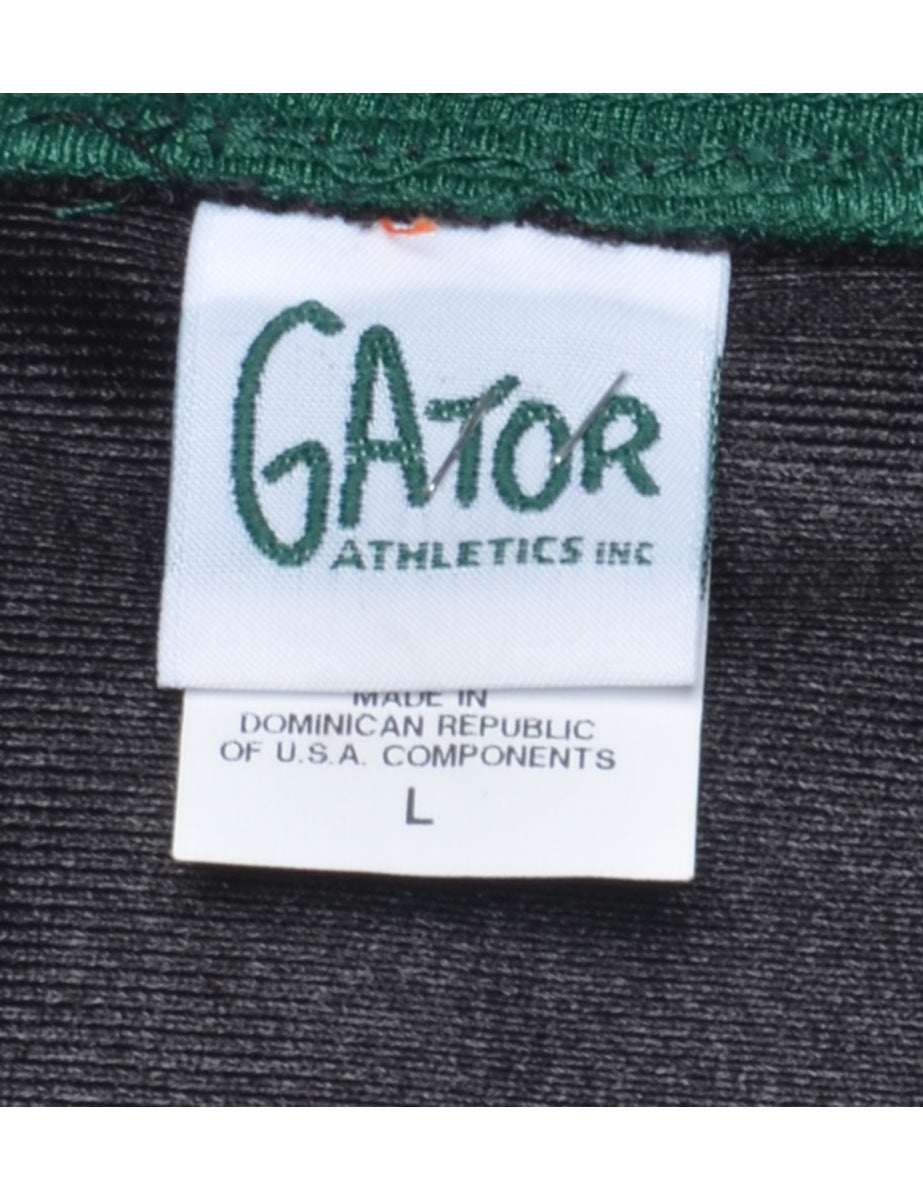 GATOR
ATHLETICS INC
MADE IN
DOMINICAN REPUBLIC
OF U.S.A. COMPONENTS
L